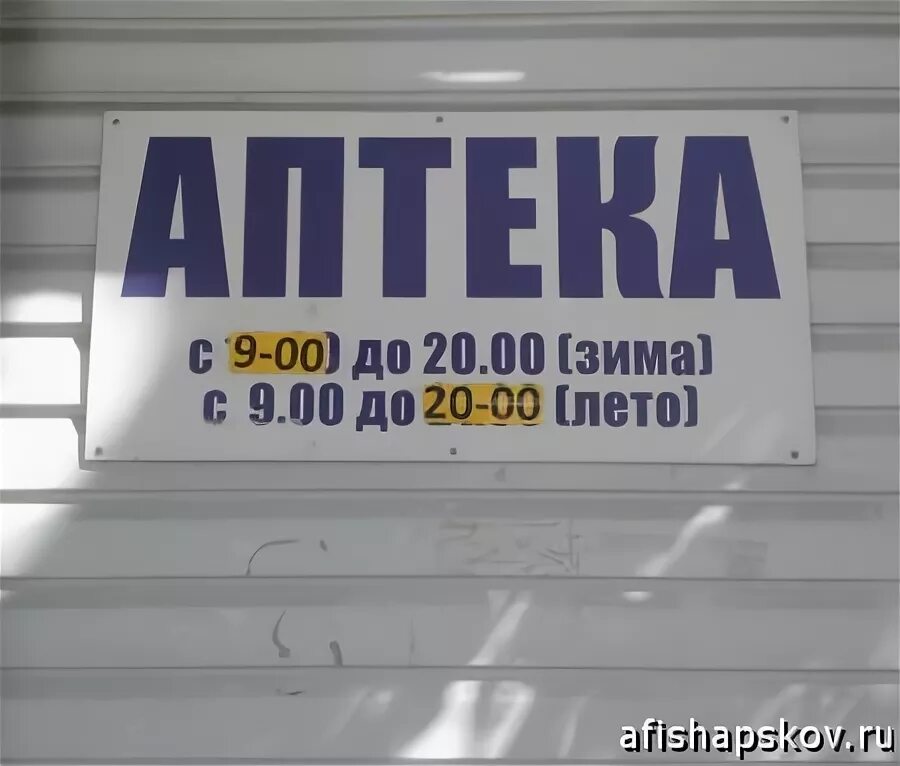 АПТЕКА
с 9-00 до 20.00 (зима)
с 9.00 до 20-00 (лето)
afishapskov.ru